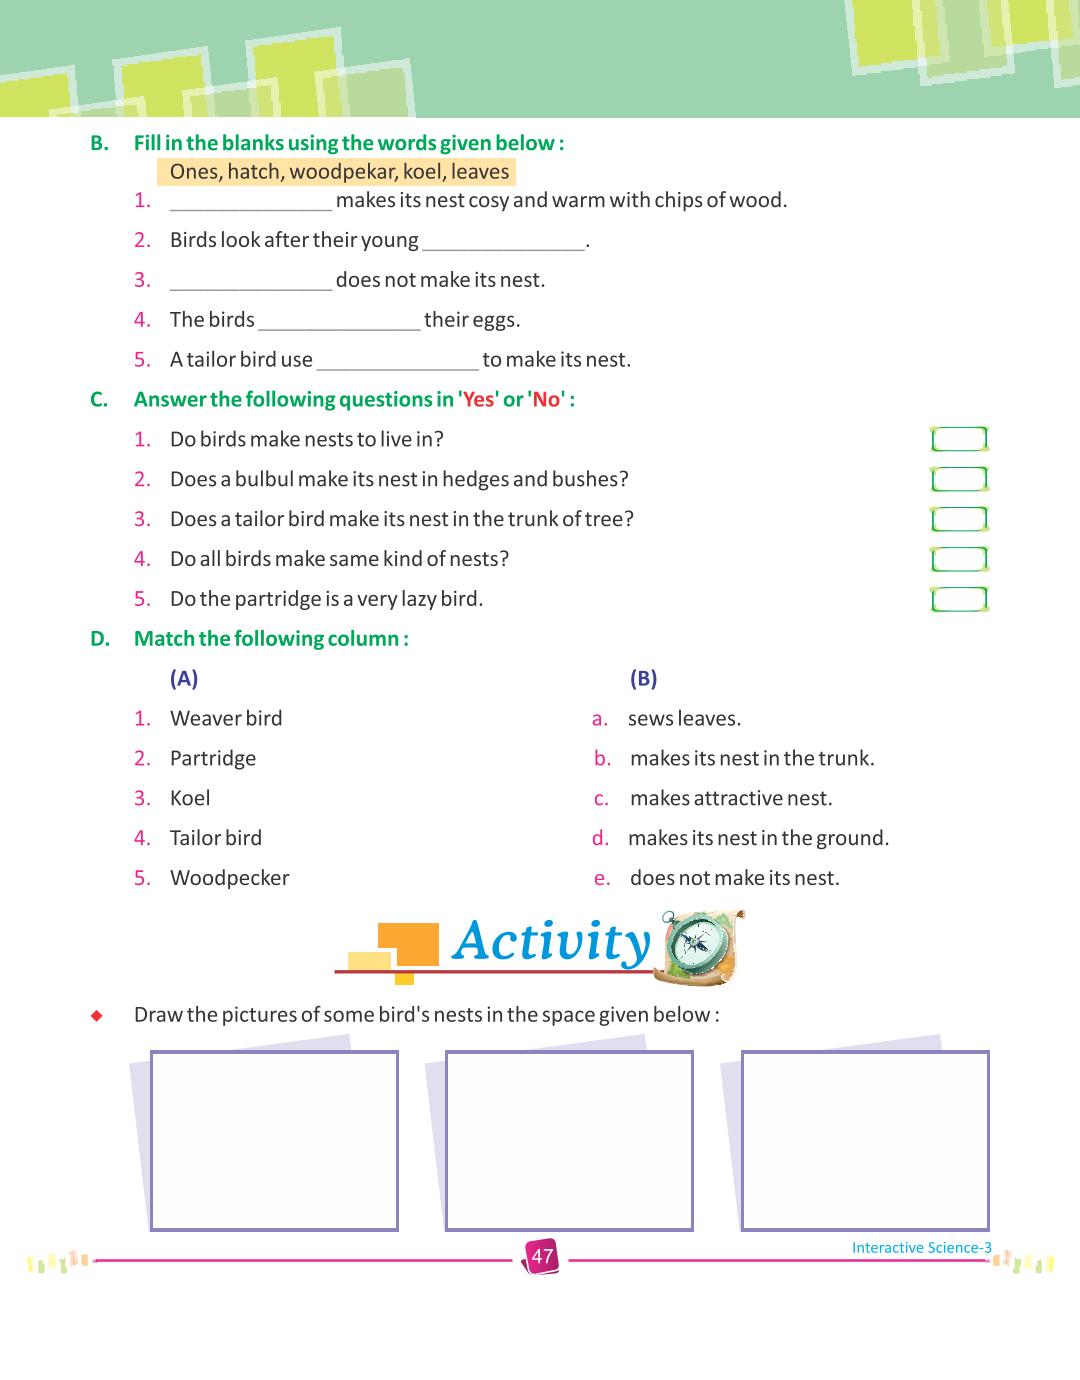 B. Fill in the blanks using the words given below :
Ones, hatch, woodpekar, koel, leaves
1. ______________ makes its nest cosy and warm with chips of wood.
2. Birds look after their young ______________.
3. ______________ does not make its nest.
4. The birds ______________ their eggs.
5. A tailor bird use ______________ to make its nest.
C. Answer the following questions in 'Yes' or 'No' :
1. Do birds make nests to live in?
2. Does a bulbul make its nest in hedges and bushes?
3. Does a tailor bird make its nest in the trunk of tree?
4. Do all birds make same kind of nests?
5. Do the partridge is a very lazy bird.
D. Match the following column :
(A) (B)
1. Weaver bird a. sews leaves.
2. Partridge b. makes its nest in the trunk.
3. Koel c. makes attractive nest.
4. Tailor bird d. makes its nest in the ground.
5. Woodpecker e. does not make its nest.
Activity
Draw the pictures of some bird's nests in the space given below :
Interactive Science-3
47